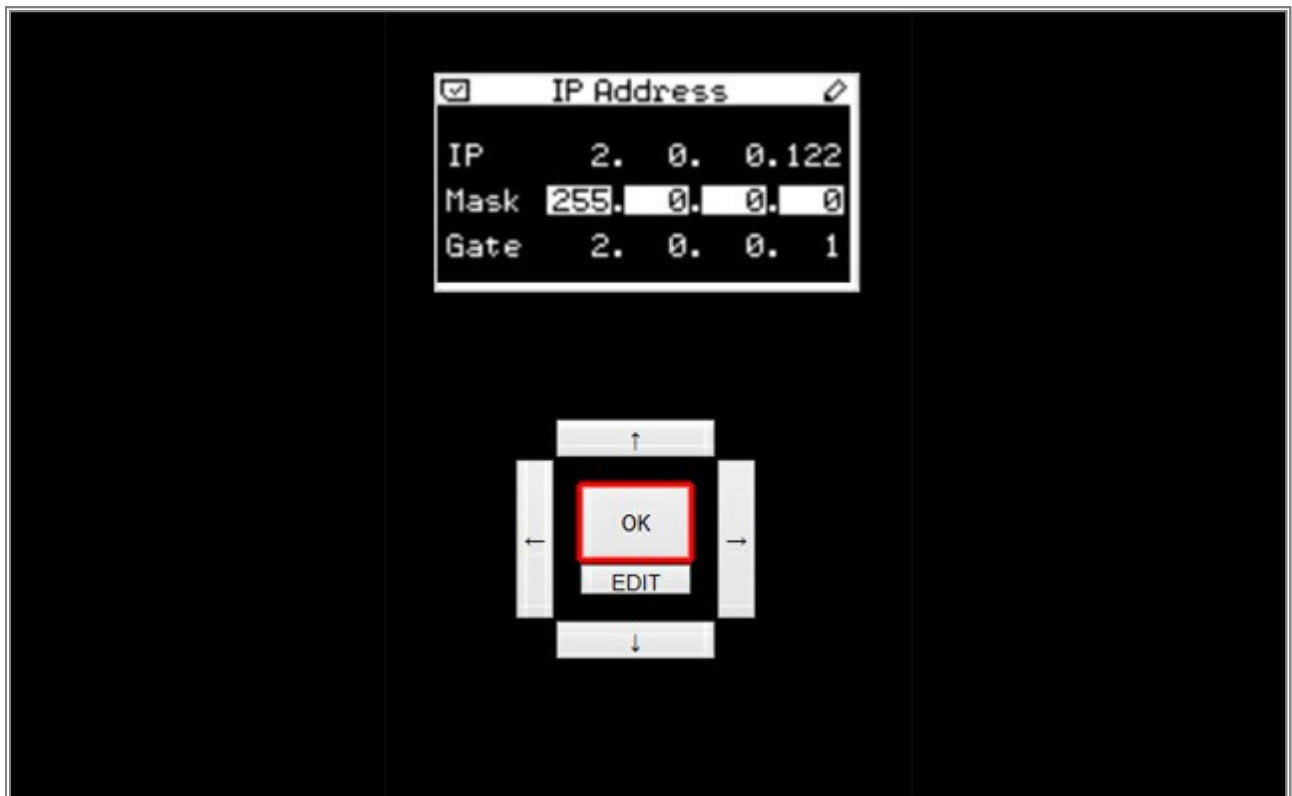 IP Address
IP 2. 0. 0.122
Mask 255. 0. 0. 0
Gate 2. 0. 0. 1
↑
OK
← →
EDIT
↓